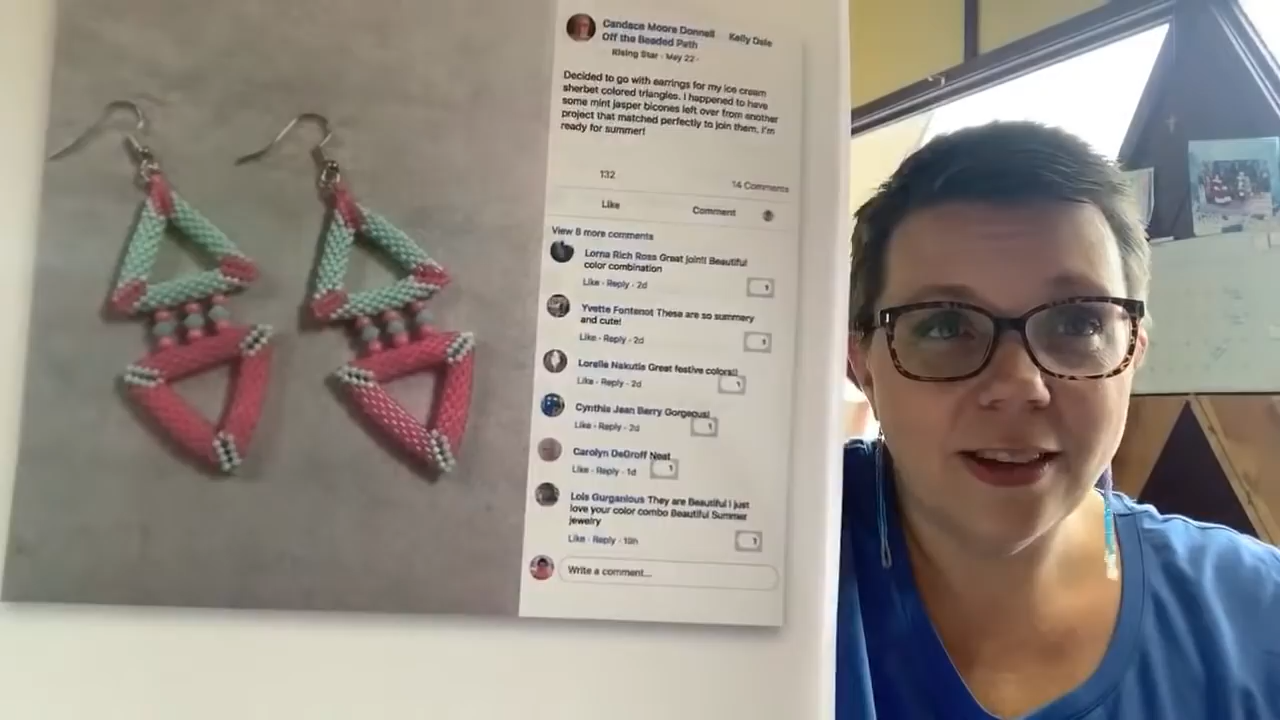 Candace Moore Donnell Kelly Dale
Off the Beaded Path
Rising Star · May 22 ·
Decided to go with earrings for my ice cream
sherbet colored triangles. I happened to have
some mint jasper bicones left over from another
project that matched perfectly to join them. I'm
ready for summer!
132
14 Comments
Like
Comment
View 8 more comments
Lorna Rich Ross Great join!! Beautiful
color combination
Like · Reply · 2d
1
Yvette Fontenot These are so summery
and cute!
Like · Reply · 2d
1
Lorelle Nakutis Great festive colors!!
Like · Reply · 2d
1
Cynthia Jean Berry Gorgeous!
Like · Reply · 2d
1
Carolyn DeGroff Neat
Like · Reply · 1d
1
Lois Gurganious They are Beautiful I just
love your color combo Beautiful Summer
jewelry
Like · Reply · 19h
1
Write a comment...